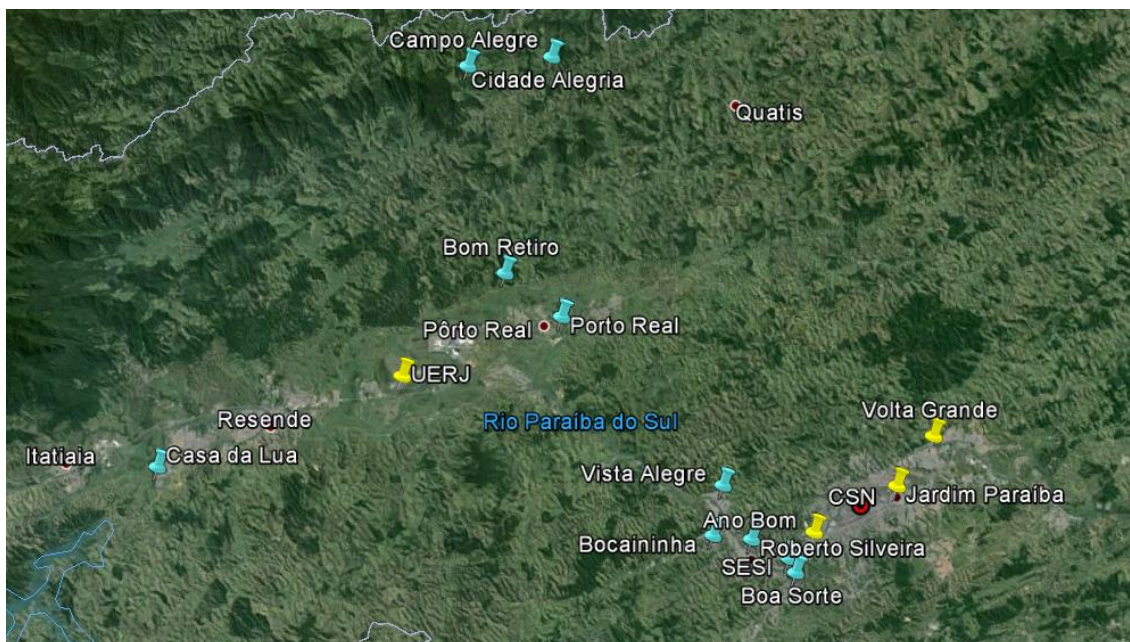 Campo Alegre
Cidade Alegria
Quatis
Bom Retiro
Pôrto Real
Porto Real
UERJ
Rio Paraíba do Sul
Volta Grande
Resende
Itatiaia
Casa da Lua
Vista Alegre
CSN
Jardim Paraíba
Ano Bom
Bocaininha
Roberto Silveira
SESI
Boa Sorte